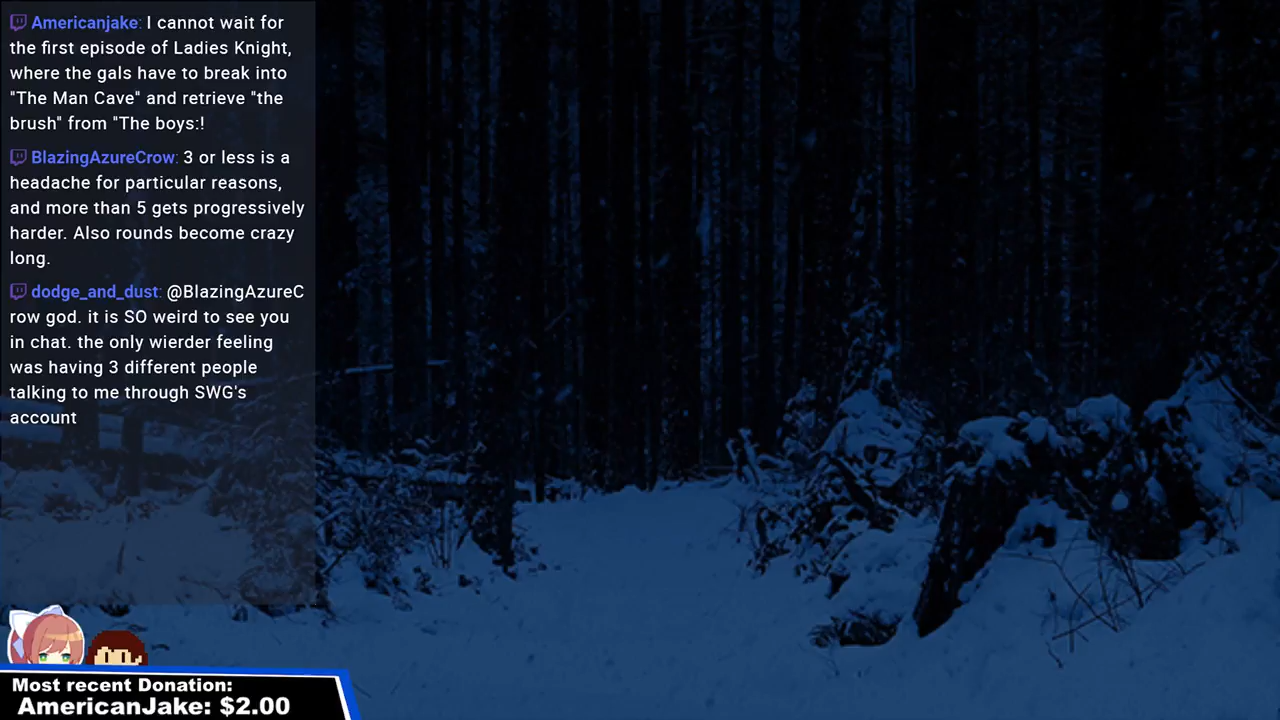 Americanjake: I cannot wait for
the first episode of Ladies Knight,
where the gals have to break into
"The Man Cave" and retrieve "the
brush" from "The boys:!
BlazingAzureCrow: 3 or less is a
headache for particular reasons,
and more than 5 gets progressively
harder. Also rounds become crazy
long.
dodge_and_dust: @BlazingAzureC
row god. it is SO weird to see you
in chat. the only wierder feeling
was having 3 different people
talking to me through SWG's
account
Most recent Donation:
AmericanJake: $2.00